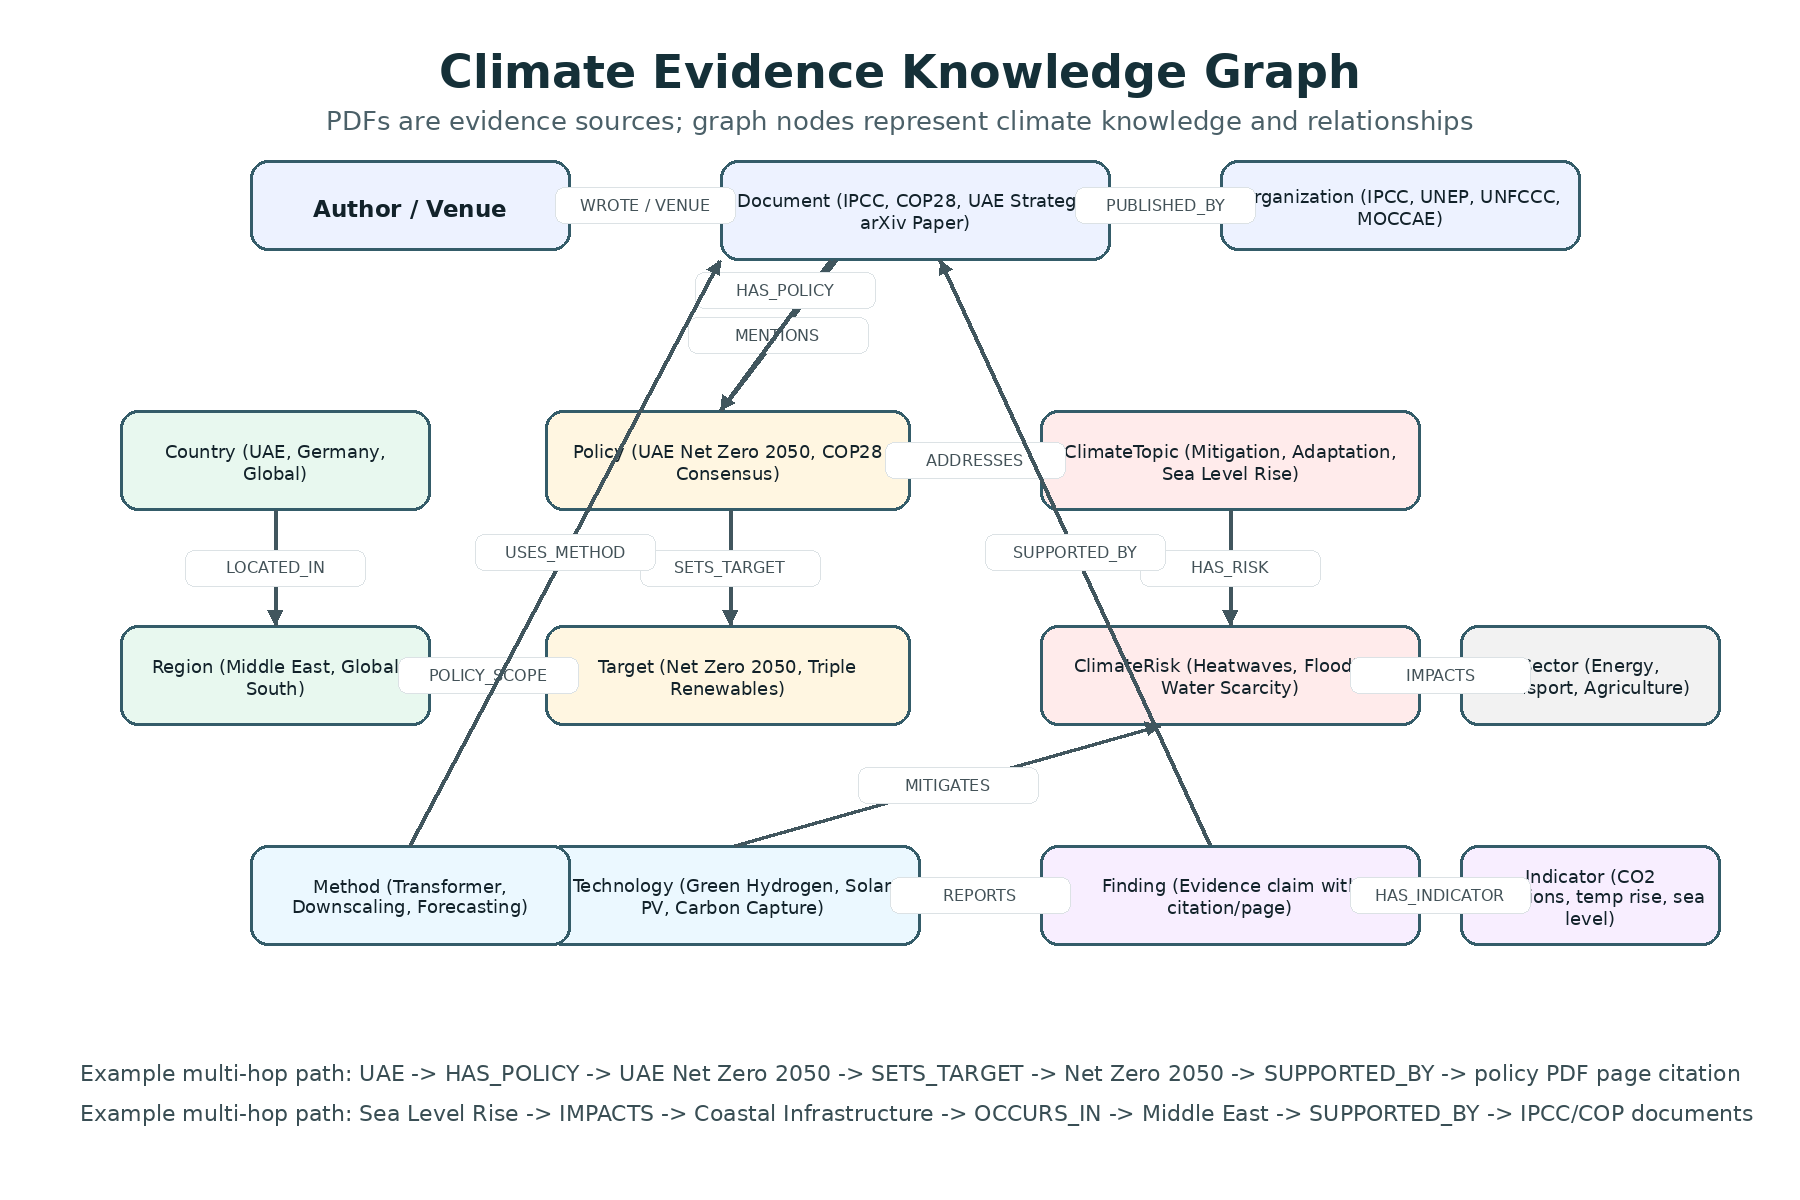 Climate Evidence Knowledge Graph
PDFs are evidence sources; graph nodes represent climate knowledge and relationships
Author / Venue
WROTE / VENUE
Document (IPCC, COP28, UAE
arXiv Paper)
PUBLISHED_BY
(IPCC, UNEP, UNFCCC,
MOCCAE)
HAS_POLICY
MENTIONS
Country (UAE, Germany,
Global)
Policy (UAE Net Zero 2050, COP28
Consensus)
ADDRESSES
ClimateTopic (Mitigation, Adaptation,
Sea Level Rise)
LOCATED_IN
USES_METHOD
SETS_TARGET
SUPPORTED_BY
HAS_RISK
Region (Middle East, Global
South)
POLICY_SCOPE
Target (Net Zero 2050, Triple
Renewables)
ClimateRisk (Heatwaves,
Water Scarcity)
IMPACTS
(Energy,
Agriculture)
MITIGATES
Method (Transformer,
Downscaling, Forecasting)
Technology (Green Hydrogen, Solar
PV, Carbon Capture)
REPORTS
Finding (Evidence claim with
citation/page)
HAS_INDICATOR
Indicator (CO2
temp rise, sea
level)
Example multi-hop path: UAE -> HAS_POLICY -> UAE Net Zero 2050 -> SETS_TARGET -> Net Zero 2050 -> SUPPORTED_BY -> policy PDF page citation
Example multi-hop path: Sea Level Rise -> IMPACTS -> Coastal Infrastructure -> OCCURS_IN -> Middle East -> SUPPORTED_BY -> IPCC/COP documents